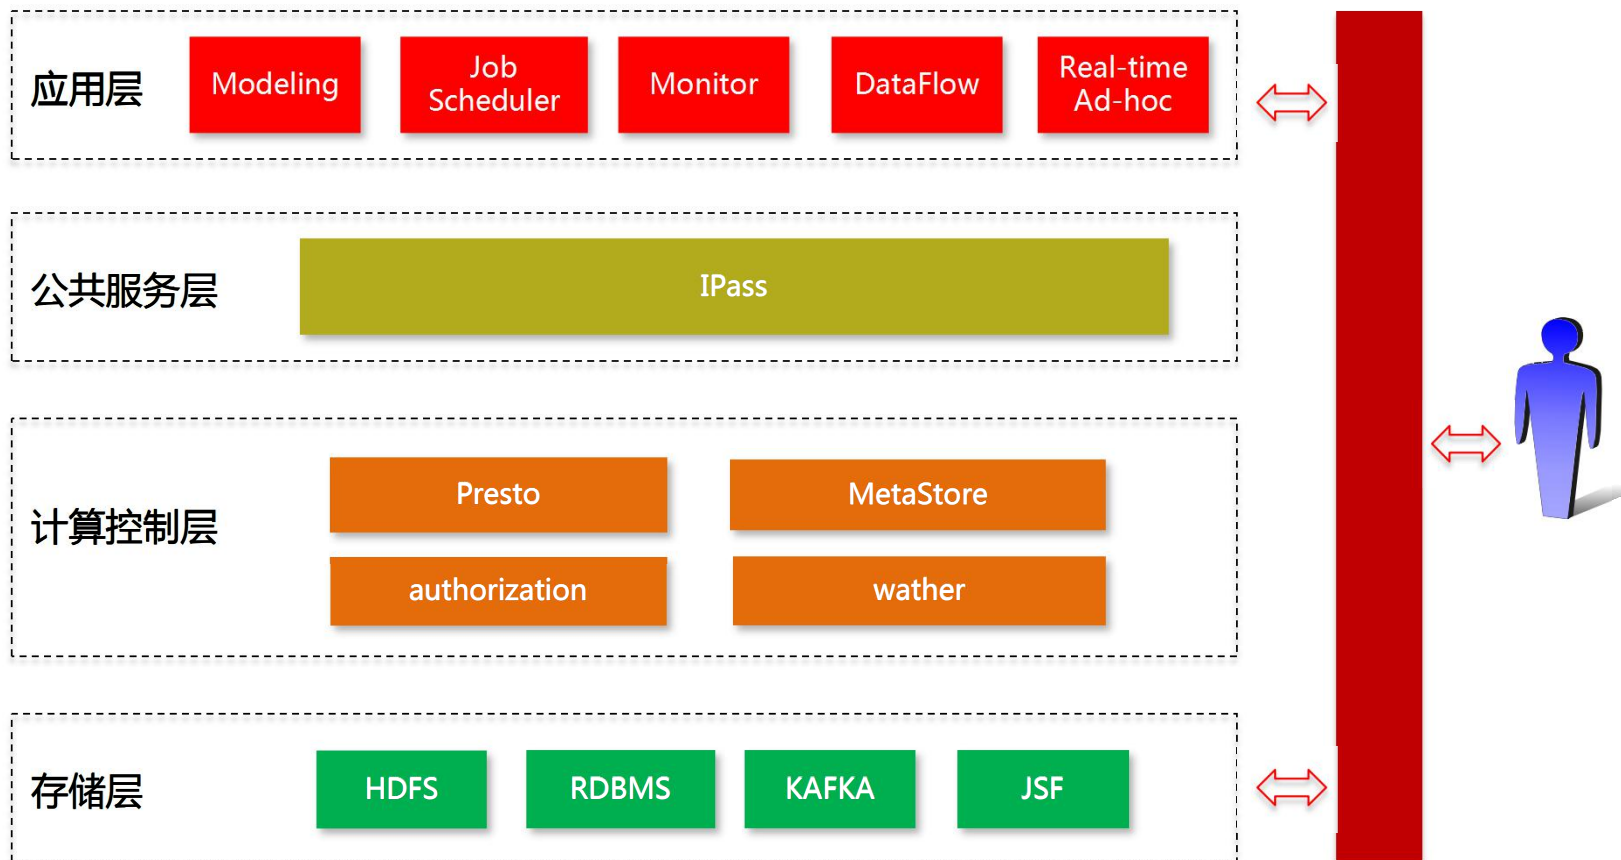 应用层
Modeling
Job
Scheduler
Monitor
DataFlow
Real-time
Ad-hoc
公共服务层
IPass
计算控制层
Presto
MetaStore
authorization
wather
存储层
HDFS
RDBMS
KAFKA
JSF